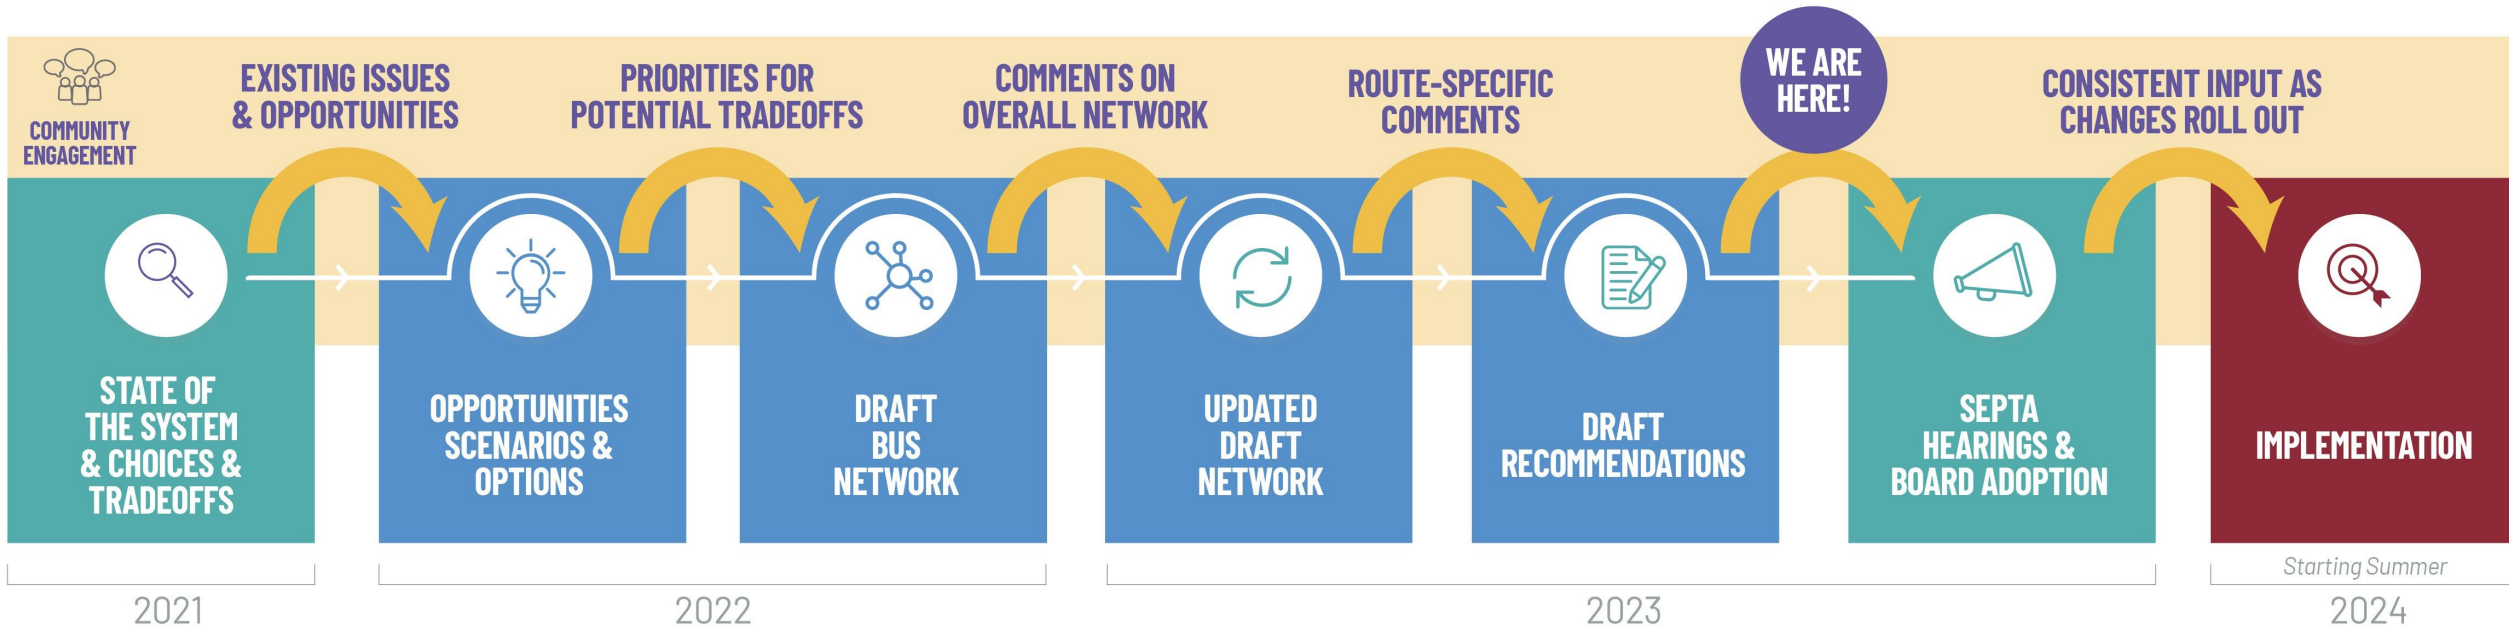 COMMUNITY
ENGAGEMENT
EXISTING ISSUES
& OPPORTUNITIES
PRIORITIES FOR
POTENTIAL TRADEOFFS
COMMENTS ON
OVERALL NETWORK
ROUTE-SPECIFIC
COMMENTS
WE ARE
HERE!
CONSISTENT INPUT AS
CHANGES ROLL OUT
STATE OF
THE SYSTEM
& CHOICES &
TRADEOFFS
OPPORTUNITIES
SCENARIOS &
OPTIONS
DRAFT
BUS
NETWORK
UPDATED
DRAFT
NETWORK
DRAFT
RECOMMENDATIONS
SEPTA
HEARINGS &
BOARD ADOPTION
IMPLEMENTATION
2021
2022
2023
Starting Summer
2024